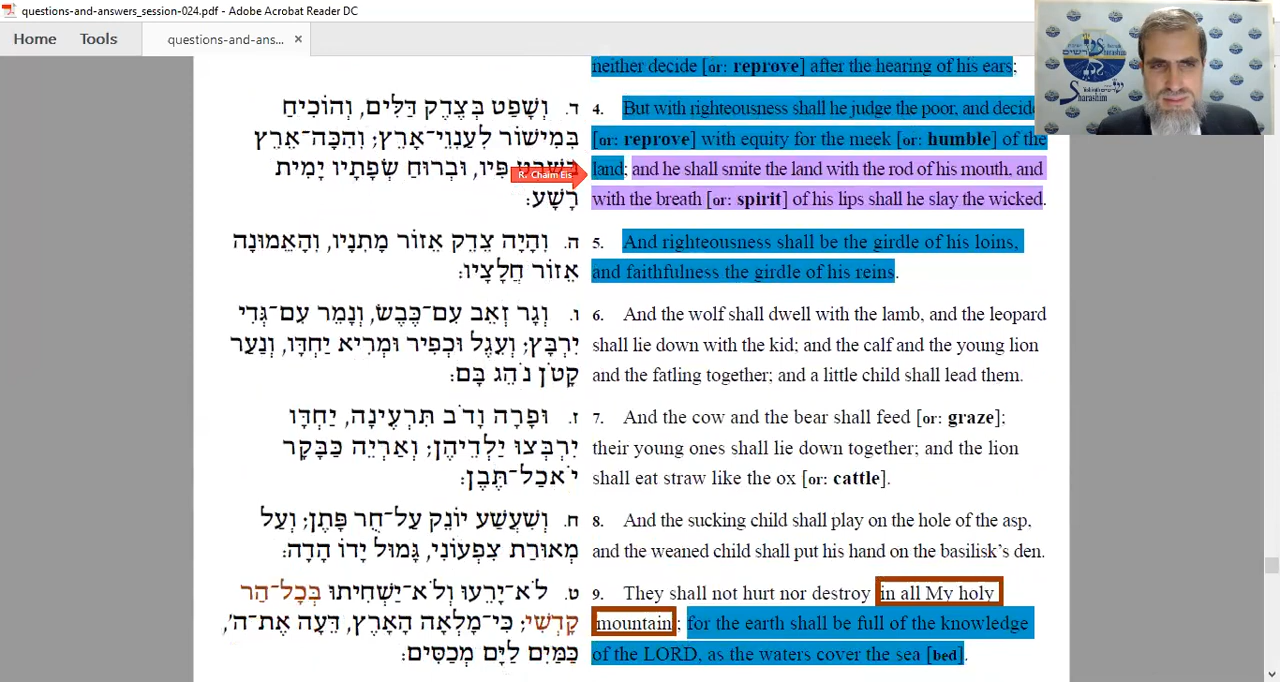 questions-and-answers_session-024.pdf - Adobe Acrobat Reader DC
Home Tools questions-and-ans... ×
neither decide [or: reprove] after the hearing of his ears;
ד. וְשָׁפַט בְּצֶדֶק דַּלִּים, וְהוֹכִיחַ
בְּמִישׁוֹר לְעַנְוֵי־אָרֶץ; וְהִכָּה־אֶרֶץ
בְּשֵׁבֶט פִּיו, וּבְרוּחַ שְׂפָתָיו יָמִית
רָשָׁע:
4. But with righteousness shall he judge the poor, and decide
[or: reprove] with equity for the meek [or: humble] of the
land; and he shall smite the land with the rod of his mouth, and
with the breath [or: spirit] of his lips shall he slay the wicked.
R. Chaim Eis
ה. וְהָיָה צֶדֶק אֵזוֹר מָתְנָיו, וְהָאֱמוּנָה
אֵזוֹר חֲלָצָיו:
5. And righteousness shall be the girdle of his loins,
and faithfulness the girdle of his reins.
ו. וְגָר זְאֵב עִם־כֶּבֶשׂ, וְנָמֵר עִם־גְּדִי
יִרְבָּץ; וְעֵגֶל וּכְפִיר וּמְרִיא יַחְדָּו, וְנַעַר
קָטֹן נֹהֵג בָּם:
6. And the wolf shall dwell with the lamb, and the leopard
shall lie down with the kid; and the calf and the young lion
and the fatling together; and a little child shall lead them.
ז. וּפָרָה וָדֹב תִּרְעֶינָה, יַחְדָּו
יִרְבְּצוּ יַלְדֵיהֶן; וְאַרְיֵה כַּבָּקָר
יֹאכַל־תֶּבֶן:
7. And the cow and the bear shall feed [or: graze];
their young ones shall lie down together; and the lion
shall eat straw like the ox [or: cattle].
ח. וְשִׁעֲשַׁע יוֹנֵק עַל־חֻר פָּתֶן; וְעַל
מְאוּרַת צִפְעוֹנִי, גָּמוּל יָדוֹ הָדָה:
8. And the sucking child shall play on the hole of the asp,
and the weaned child shall put his hand on the basilisk's den.
ט. לֹא־יָרֵעוּ וְלֹא־יַשְׁחִיתוּ בְּכָל־הַר
קָדְשִׁי; כִּי־מָלְאָה הָאָרֶץ, דֵּעָה אֶת־ה',
כַּמַּיִם לַיָּם מְכַסִּים:
9. They shall not hurt nor destroy in all My holy
mountain; for the earth shall be full of the knowledge
of the LORD, as the waters cover the sea [bed].
שרשים
Sharashim